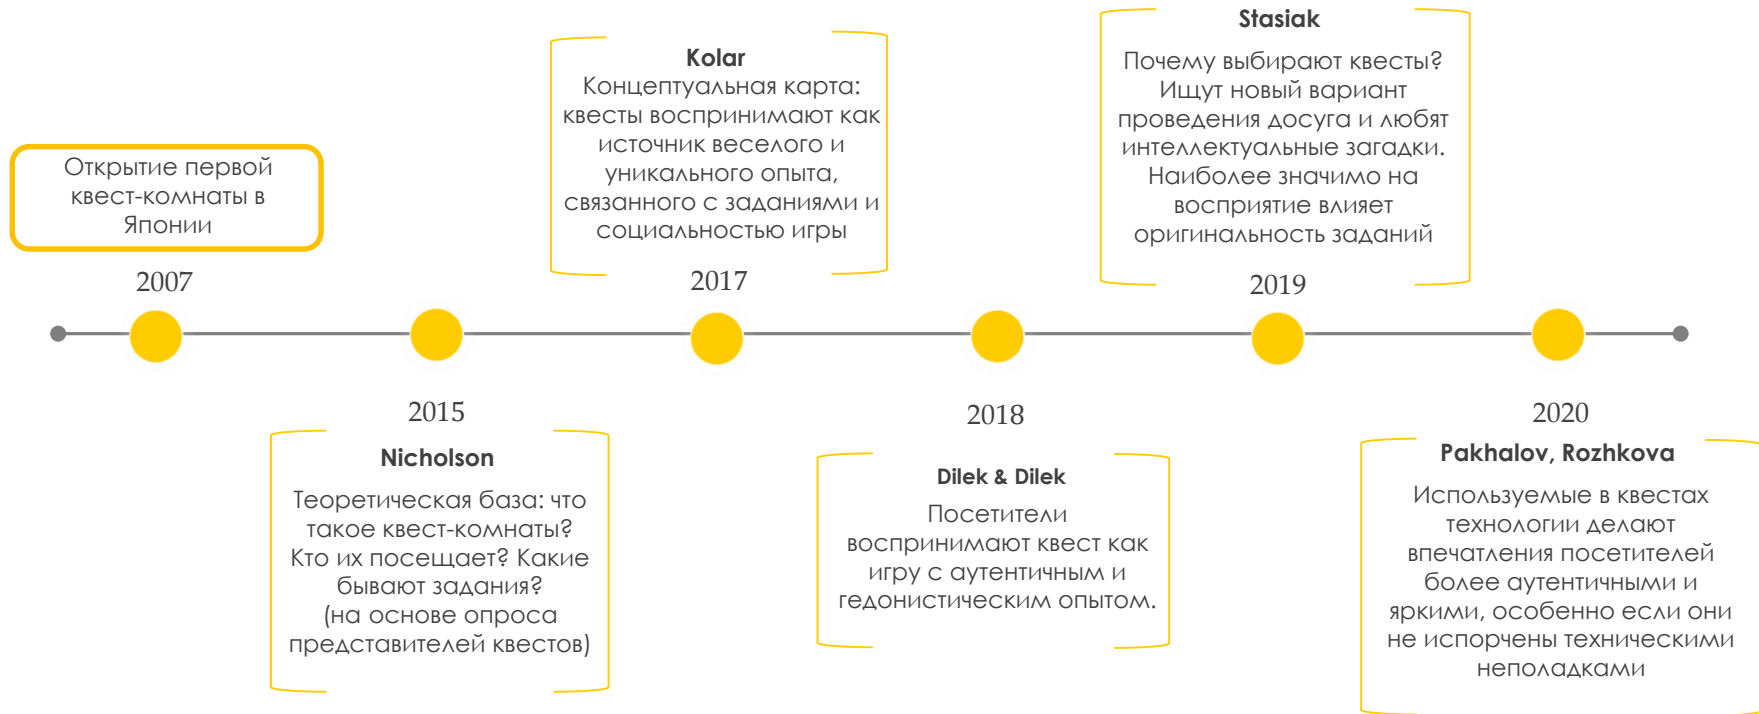 Открытие первой
квест-комнаты в
Японии
2007
2015
Nicholson
Теоретическая база: что
такое квест-комнаты?
Кто их посещает? Какие
бывают задания?
(на основе опроса
представителей квестов)
Kolar
Концептуальная карта:
квесты воспринимают как
источник веселого и
уникального опыта,
связанного с заданиями и
социальностью игры
2017
2018
Dilek & Dilek
Посетители
воспринимают квест как
игру с аутентичным и
гедонистическим опытом.
Stasiak
Почему выбирают квесты?
Ищут новый вариант
проведения досуга и любят
интеллектуальные загадки.
Наиболее значимо на
восприятие влияет
оригинальность заданий
2019
2020
Pakhalov, Rozhkova
Используемые в квестах
технологии делают
впечатления посетителей
более аутентичными и
яркими, особенно если они
не испорчены техническими
неполадками